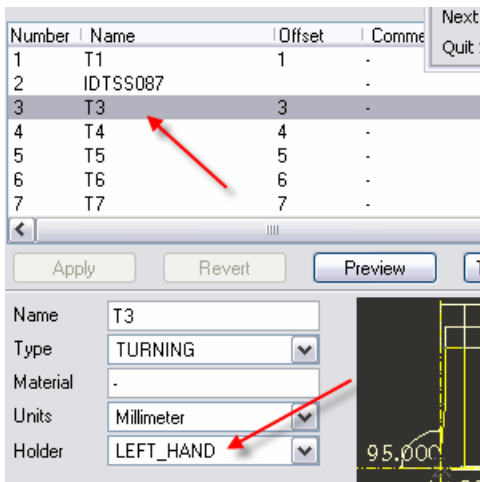 Next
Quit
Number Name Offset Comme
1 T1 1 -
2 IDTSS087 -
3 T3 3 -
4 T4 4 -
5 T5 5 -
6 T6 6 -
7 T7 7 -
Apply Revert Preview T
Name T3
Type TURNING
Material -
Units Millimeter
Holder LEFT_HAND
95.000